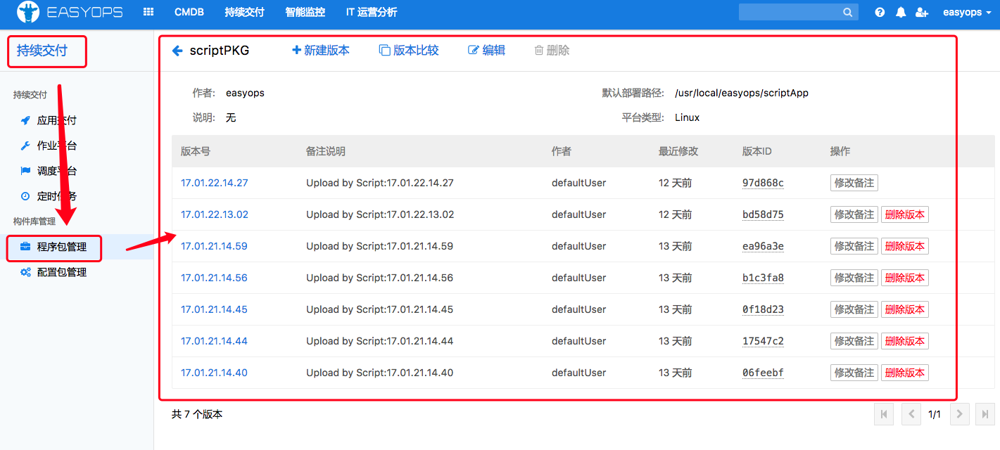 EASYOPS CMDB 持续交付 智能监控 IT 运营分析 easyops
持续交付
持续交付
应用交付
作业平台
调度平台
定时任务
构件库管理
程序包管理
配置包管理
scriptPKG 新建版本 版本比较 编辑 删除
作者: easyops 默认部署路径: /usr/local/easyops/scriptApp
说明: 无 平台类型: Linux
版本号 备注说明 作者 最近修改 版本ID 操作
17.01.22.14.27 Upload by Script:17.01.22.14.27 defaultUser 12 天前 97d868c 修改备注
17.01.22.13.02 Upload by Script:17.01.22.13.02 defaultUser 12 天前 bd58d75 修改备注 删除版本
17.01.21.14.59 Upload by Script:17.01.21.14.59 defaultUser 13 天前 ea96a3e 修改备注 删除版本
17.01.21.14.56 Upload by Script:17.01.21.14.56 defaultUser 13 天前 b1c3fa8 修改备注 删除版本
17.01.21.14.45 Upload by Script:17.01.21.14.45 defaultUser 13 天前 0f18d23 修改备注 删除版本
17.01.21.14.44 Upload by Script:17.01.21.14.44 defaultUser 13 天前 17547c2 修改备注 删除版本
17.01.21.14.40 Upload by Script:17.01.21.14.40 defaultUser 13 天前 06feebf 修改备注 删除版本
共 7 个版本 1/1